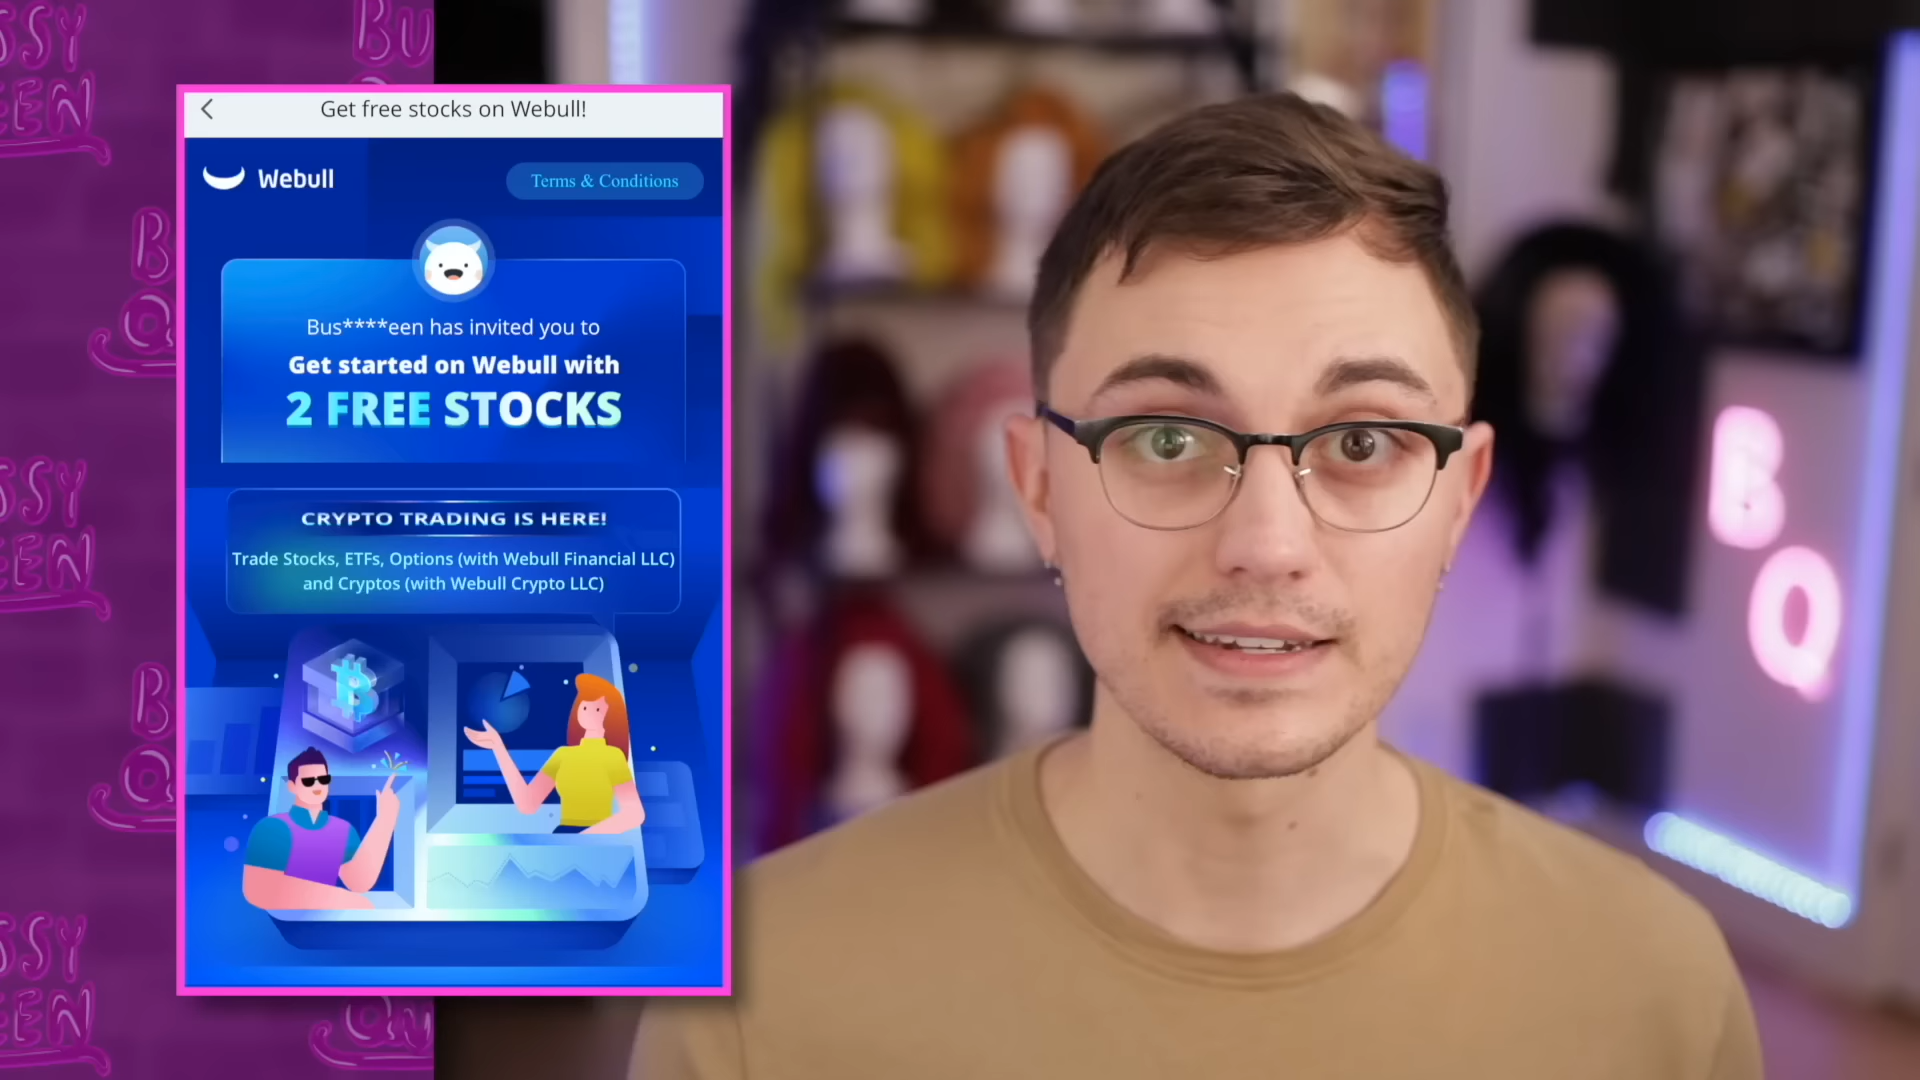 Get free stocks on Webull!
Webull
Terms & Conditions
Bus****een has invited you to
Get started on Webull with
2 FREE STOCKS
CRYPTO TRADING IS HERE!
Trade Stocks, ETFs, Options (with Webull Financial LLC)
and Cryptos (with Webull Crypto LLC)
B
Q